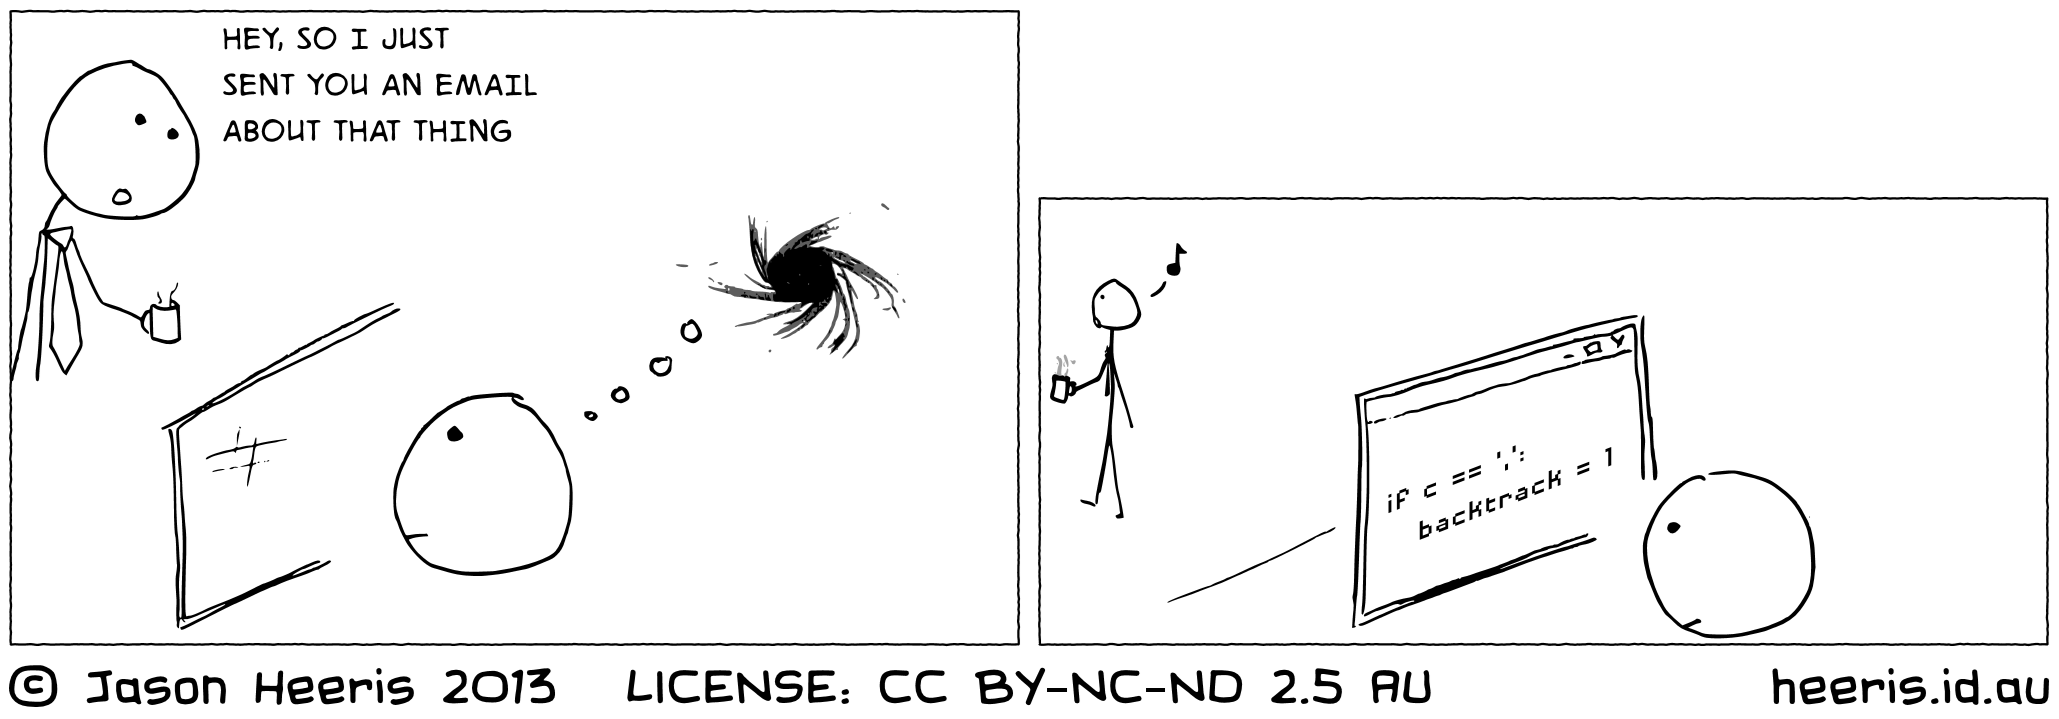 HEY, SO I JUST
SENT YOU AN EMAIL
ABOUT THAT THING
if c == ',':
backtrack = 1
© Jason Heeris 2013 LICENSE: CC BY-NC-ND 2.5 AU heeris.id.au